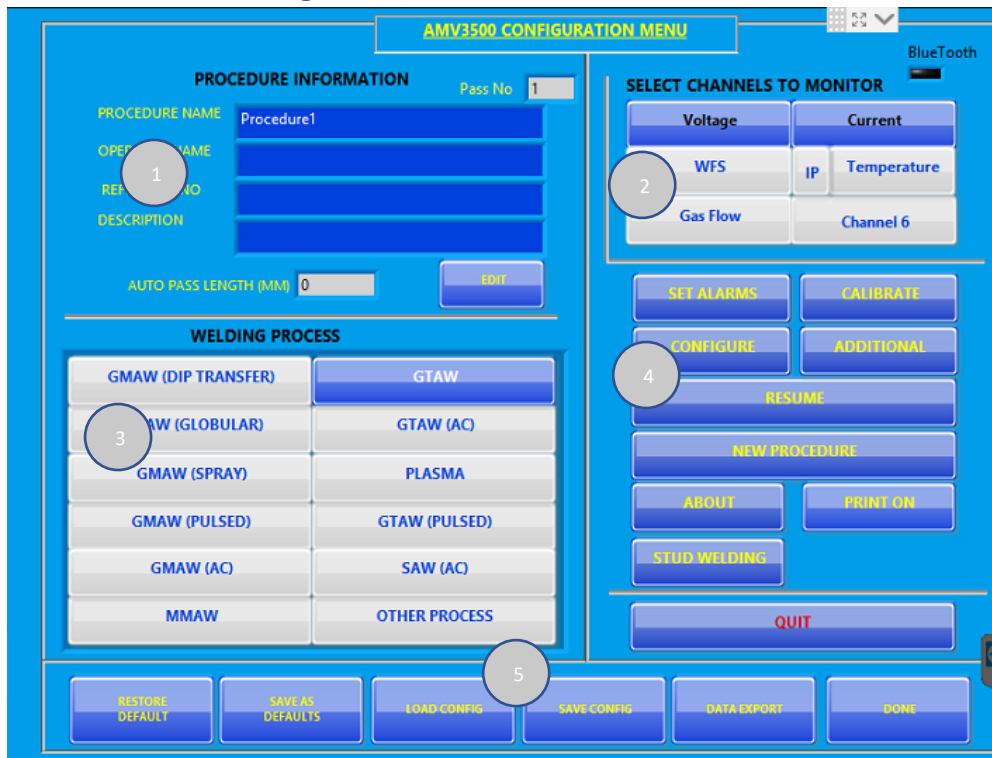 AMV3500 CONFIGURATION MENU
BlueTooth
PROCEDURE INFORMATION
Pass No 1
PROCEDURE NAME Procedure1
NAME
NO
DESCRIPTION
AUTO PASS LENGTH (MM) 0
EDIT
1
SELECT CHANNELS TO MONITOR
Voltage Current
WFS IP Temperature
Gas Flow Channel 6
2
WELDING PROCESS
GMAW (DIP TRANSFER) GTAW
(GLOBULAR) GTAW (AC)
GMAW (SPRAY) PLASMA
GMAW (PULSED) GTAW (PULSED)
GMAW (AC) SAW (AC)
MMAW OTHER PROCESS
3
SET ALARMS CALIBRATE
CONFIGURE ADDITIONAL
RESUME
NEW PROCEDURE
ABOUT PRINT ON
STUD WELDING
QUIT
4
5
RESTORE
DEFAULT
SAVE AS
DEFAULTS
LOAD CONFIG
SAVE CONFIG
DATA EXPORT
DONE